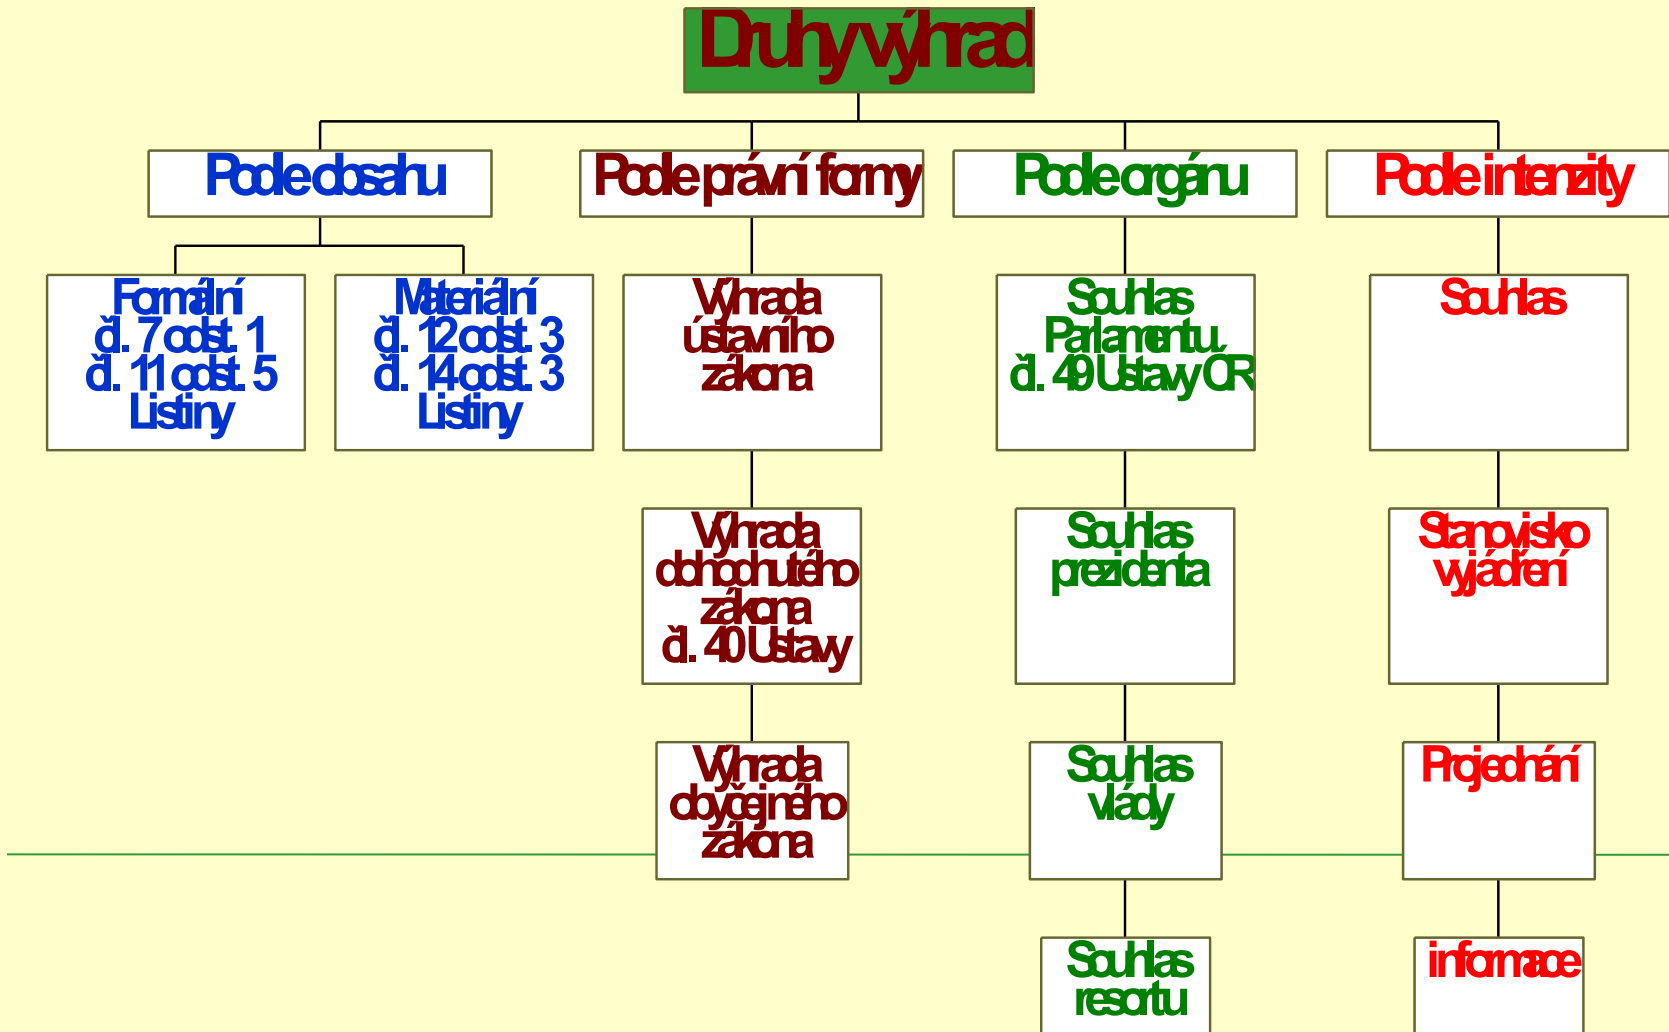 Druhy výhrad
Podle obsahu
Podle právní formy
Podle orgánu
Podle intenzity
Formální
čl. 7 odst. 1
čl. 11 odst. 5
Listiny
Materiální
čl. 12 odst. 3
čl. 14 odst. 3
Listiny
Výhrada
ústavního
zákona
Souhlas
Parlamentu.
čl. 49 Ústavy ČR
Souhlas
Výhrada
dohodnutého
zákona
čl. 40 Ústavy
Souhlas
prezidenta
Stanovisko
vyjádření
Výhrada
obyčejného
zákona
Souhlas
vlády
Projednání
Souhlas
resortu
informace